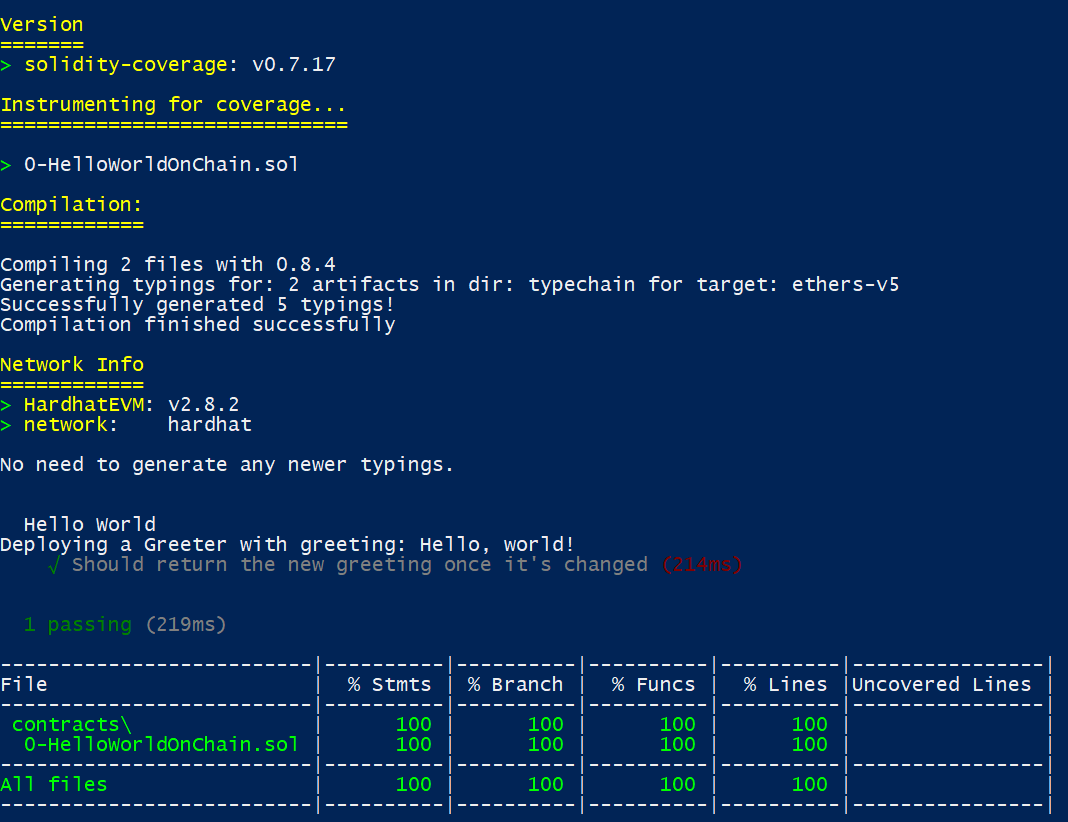 Version
=======
> solidity-coverage: v0.7.17
Instrumenting for coverage...
=============================
> 0-HelloWorldOnChain.sol
Compilation:
============
Compiling 2 files with 0.8.4
Generating typings for: 2 artifacts in dir: typechain for target: ethers-v5
Successfully generated 5 typings!
Compilation finished successfully
Network Info
============
> HardhatEVM: v2.8.2
> network:    hardhat
No need to generate any newer typings.
  Hello World
Deploying a Greeter with greeting: Hello, world!
    √ Should return the new greeting once it's changed (214ms)
  1 passing (219ms)
--------------------------|----------|----------|----------|----------|----------------|
File                      |  % Stmts | % Branch |  % Funcs |  % Lines |Uncovered Lines |
--------------------------|----------|----------|----------|----------|----------------|
 contracts\               |      100 |      100 |      100 |      100 |                |
  0-HelloWorldOnChain.sol |      100 |      100 |      100 |      100 |                |
--------------------------|----------|----------|----------|----------|----------------|
All files                 |      100 |      100 |      100 |      100 |                |
--------------------------|----------|----------|----------|----------|----------------|